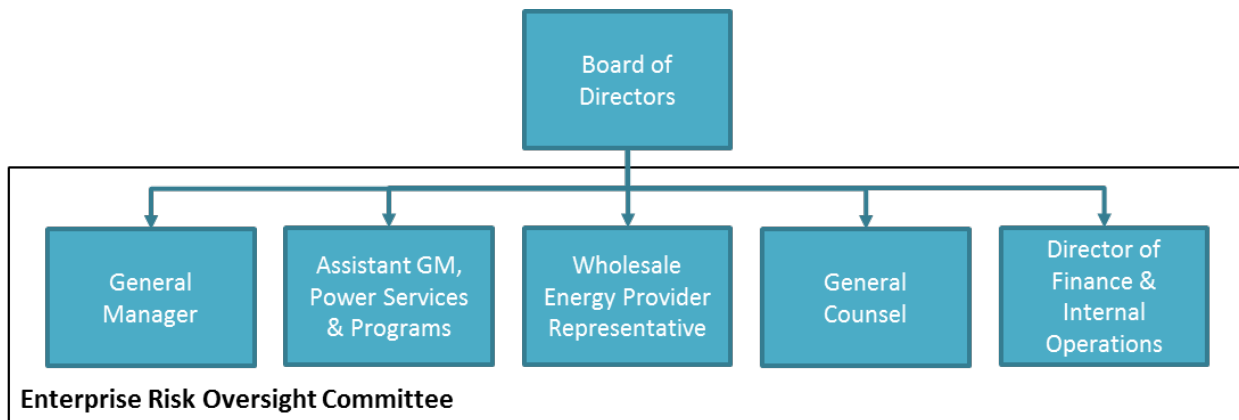 Board of
Directors
General
Manager
Assistant GM,
Power Services
& Programs
Wholesale
Energy Provider
Representative
General
Counsel
Director of
Finance &
Internal
Operations
Enterprise Risk Oversight Committee